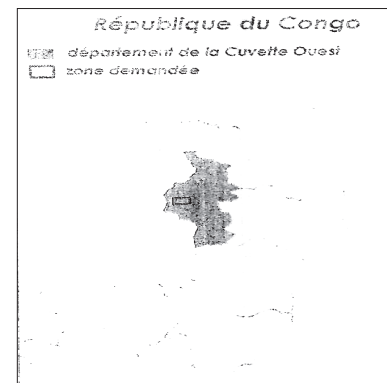 République du Congo
département de la Cuvette Ouest
zone demandée